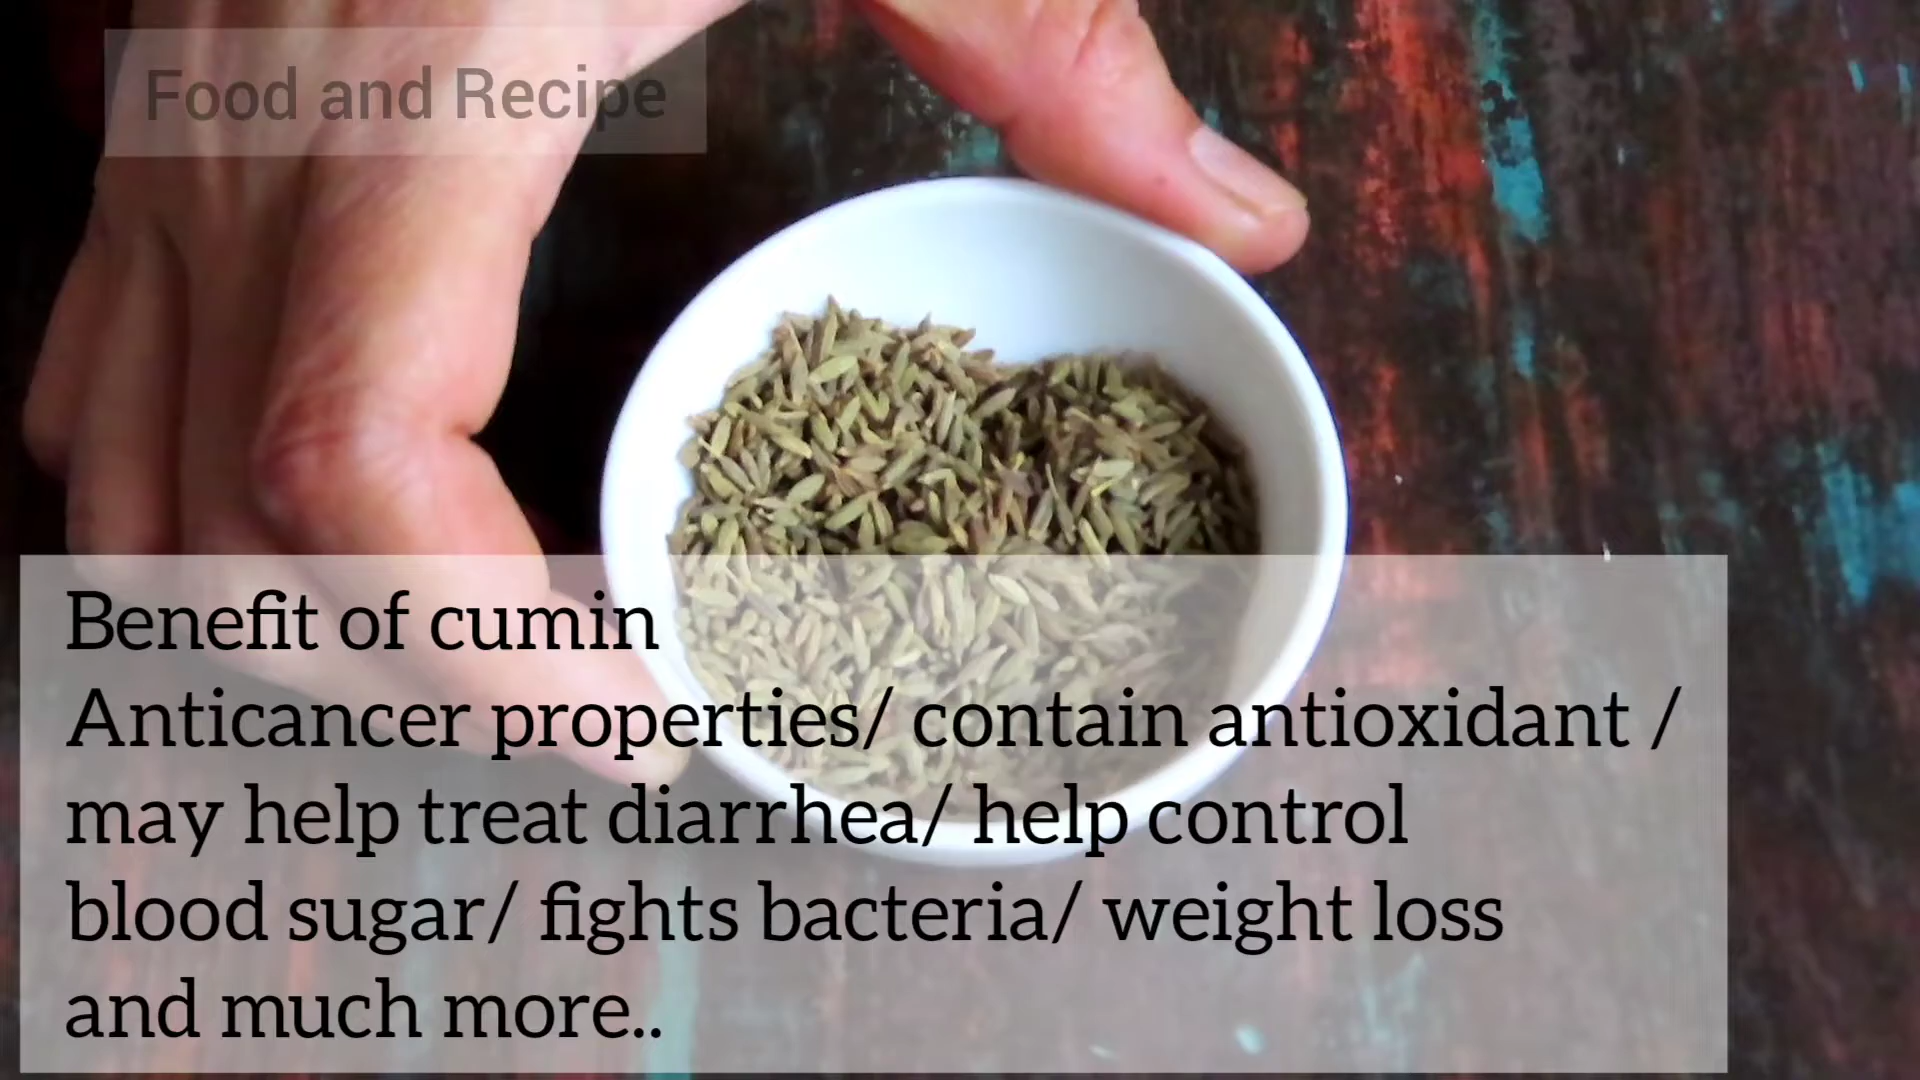 Food and Recipe
Benefit of cumin
Anticancer properties/ contain antioxidant /
may help treat diarrhea/ help control
blood sugar/ fights bacteria/ weight loss
and much more..